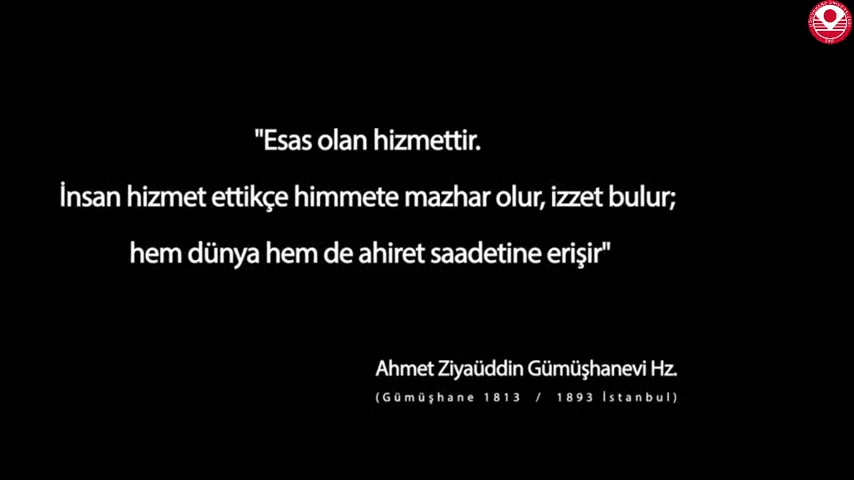 "Esas olan hizmettir.
İnsan hizmet ettikçe himmete mazhar olur, izzet bulur;
hem dünya hem de ahiret saadetine erişir"
Ahmet Ziyaüddin Gümüşhanevi Hz.
(Gümüşhane 1813 / 1893 İstanbul)